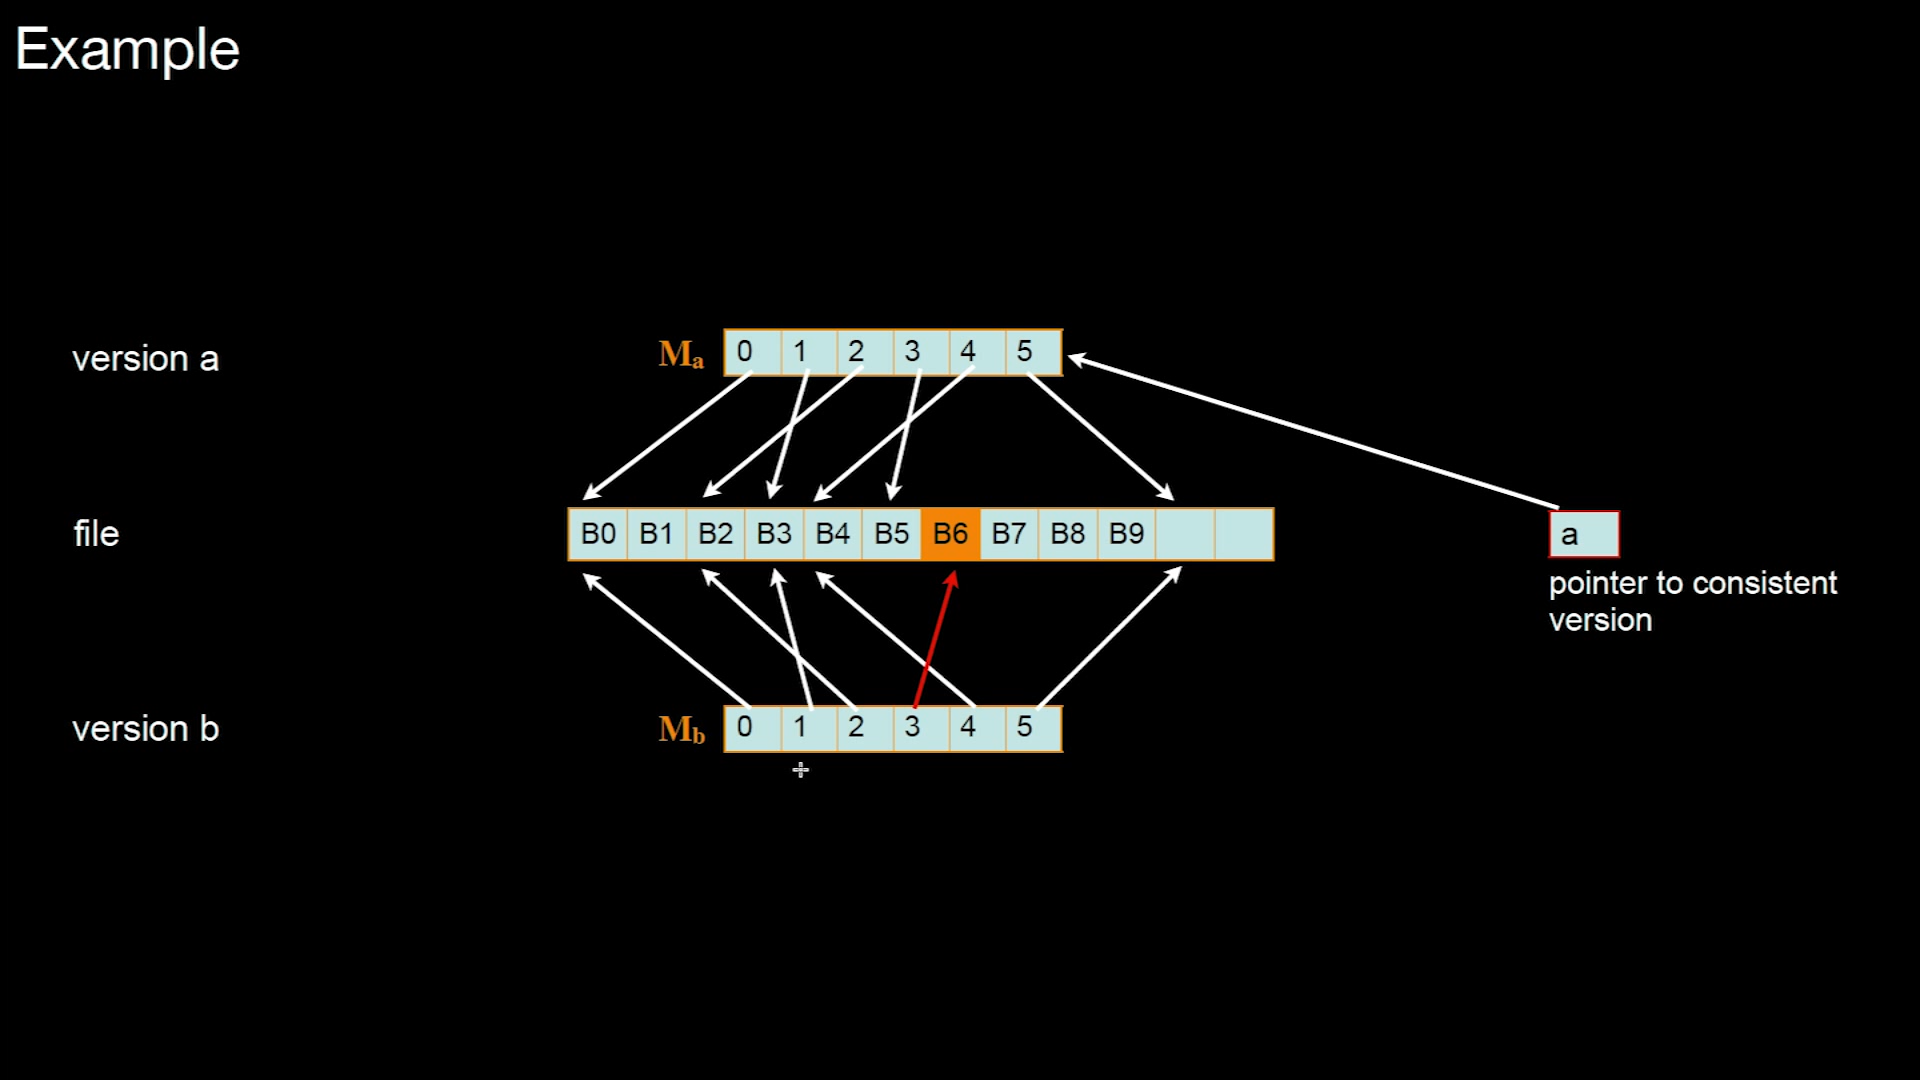 Example
version a
Ma 0 1 2 3 4 5
file
B0 B1 B2 B3 B4 B5 B6 B7 B8 B9
a
pointer to consistent
version
version b
Mb 0 1 2 3 4 5